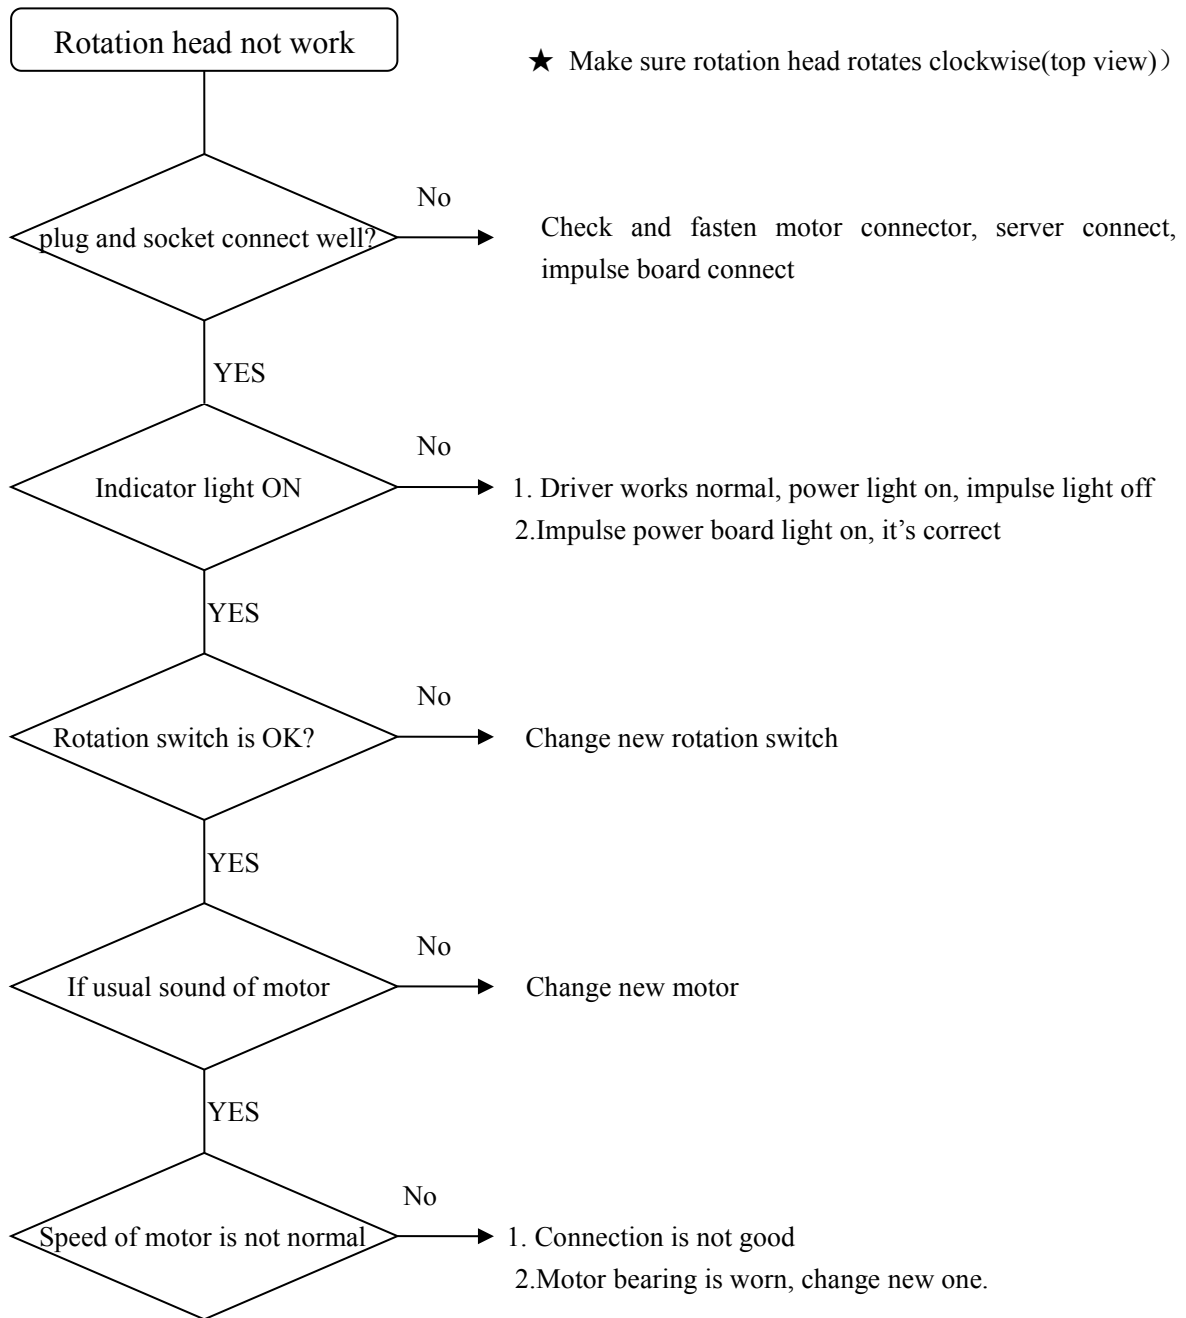 Rotation head not work
★ Make sure rotation head rotates clockwise(top view)）
No
plug and socket connect well?
Check and fasten motor connector, server connect,
impulse board connect
YES
No
Indicator light ON
1. Driver works normal, power light on, impulse light off
2.Impulse power board light on, it’s correct
YES
No
Rotation switch is OK?
Change new rotation switch
YES
No
If usual sound of motor
Change new motor
YES
No
Speed of motor is not normal
1. Connection is not good
2.Motor bearing is worn, change new one.